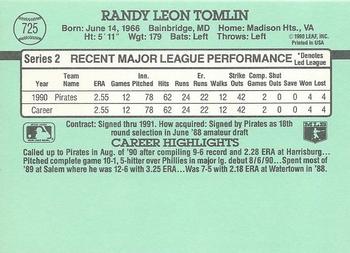 725
RANDY LEON TOMLIN
Born: June 14, 1966 Bainbridge, MD Home: Madison Hts., VA
Ht: 5' 11" Wgt: 179 Bats: Left Throws: Left
© 1990 LEAF, INC.
Printed in USA
Series 2 RECENT MAJOR LEAGUE PERFORMANCE *Denotes Led League
Year Team Name ERA Games Inn. Pitched Hits Runs Er. Runs Walks Strike Outs Comp. Games Shut Outs Save Won Lost
1990 Pirates 2.55 12 78 62 24 22 12 42 2 0 0 4 4
Career 2.55 12 78 62 24 22 12 42 2 0 0 4 4
Contract: Signed thru 1991. How acquired: Signed by Pirates as 18th
round selection in June '88 amateur draft
CAREER HIGHLIGHTS
Called up to Pirates in Aug. of '90 after compiling 9-6 record and 2.28 ERA at Harrisburg...
Pitched complete game 10-1, 5-hitter over Phillies in major lg. debut 8/6/90...Spent most of
'89 at Salem where he was 12-6 with 3.25 ERA...Was 7-5 with 2.18 ERA at Watertown in '88.